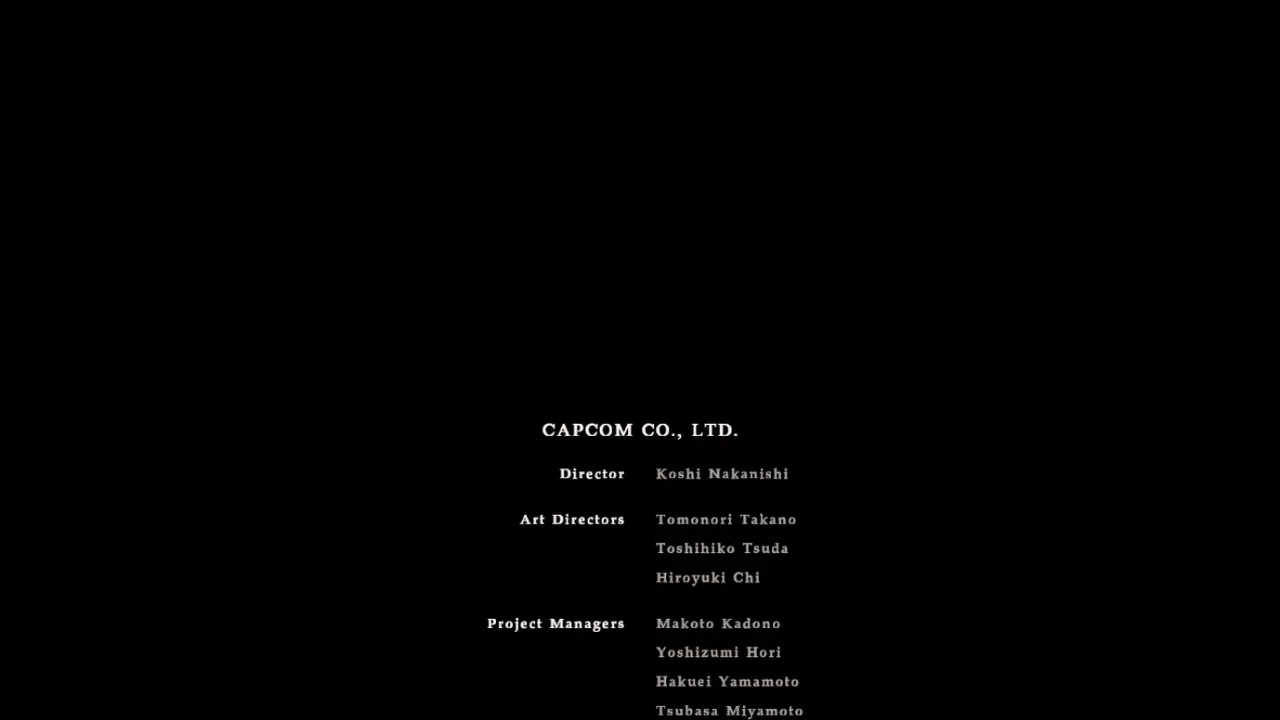 CAPCOM CO., LTD.
Director Koshi Nakanishi
Art Directors Tomonori Takano
Toshihiko Tsuda
Hiroyuki Chi
Project Managers Makoto Kadono
Yoshizumi Hori
Hakuei Yamamoto
Tsubasa Miyamoto